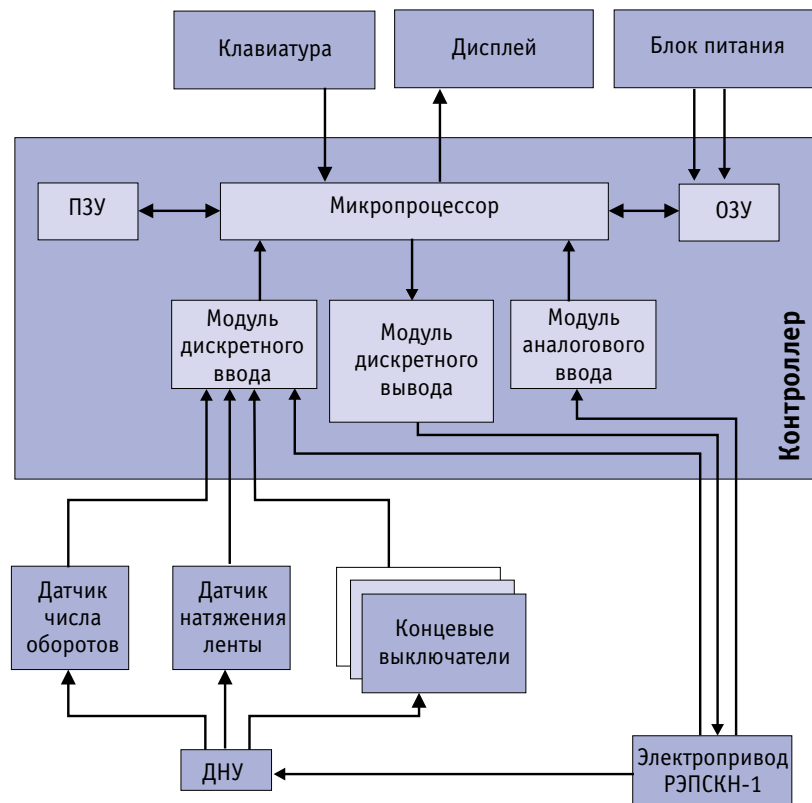 Клавиатура
Дисплей
Блок питания
ПЗУ
Микропроцессор
ОЗУ
Модуль
дискретного
ввода
Модуль
дискретного
вывода
Модуль
аналогового
ввода
Контроллер
Датчик
числа
оборотов
Датчик
натяжения
ленты
Концевые
выключатели
ДНУ
Электропривод
РЭПСКН-1